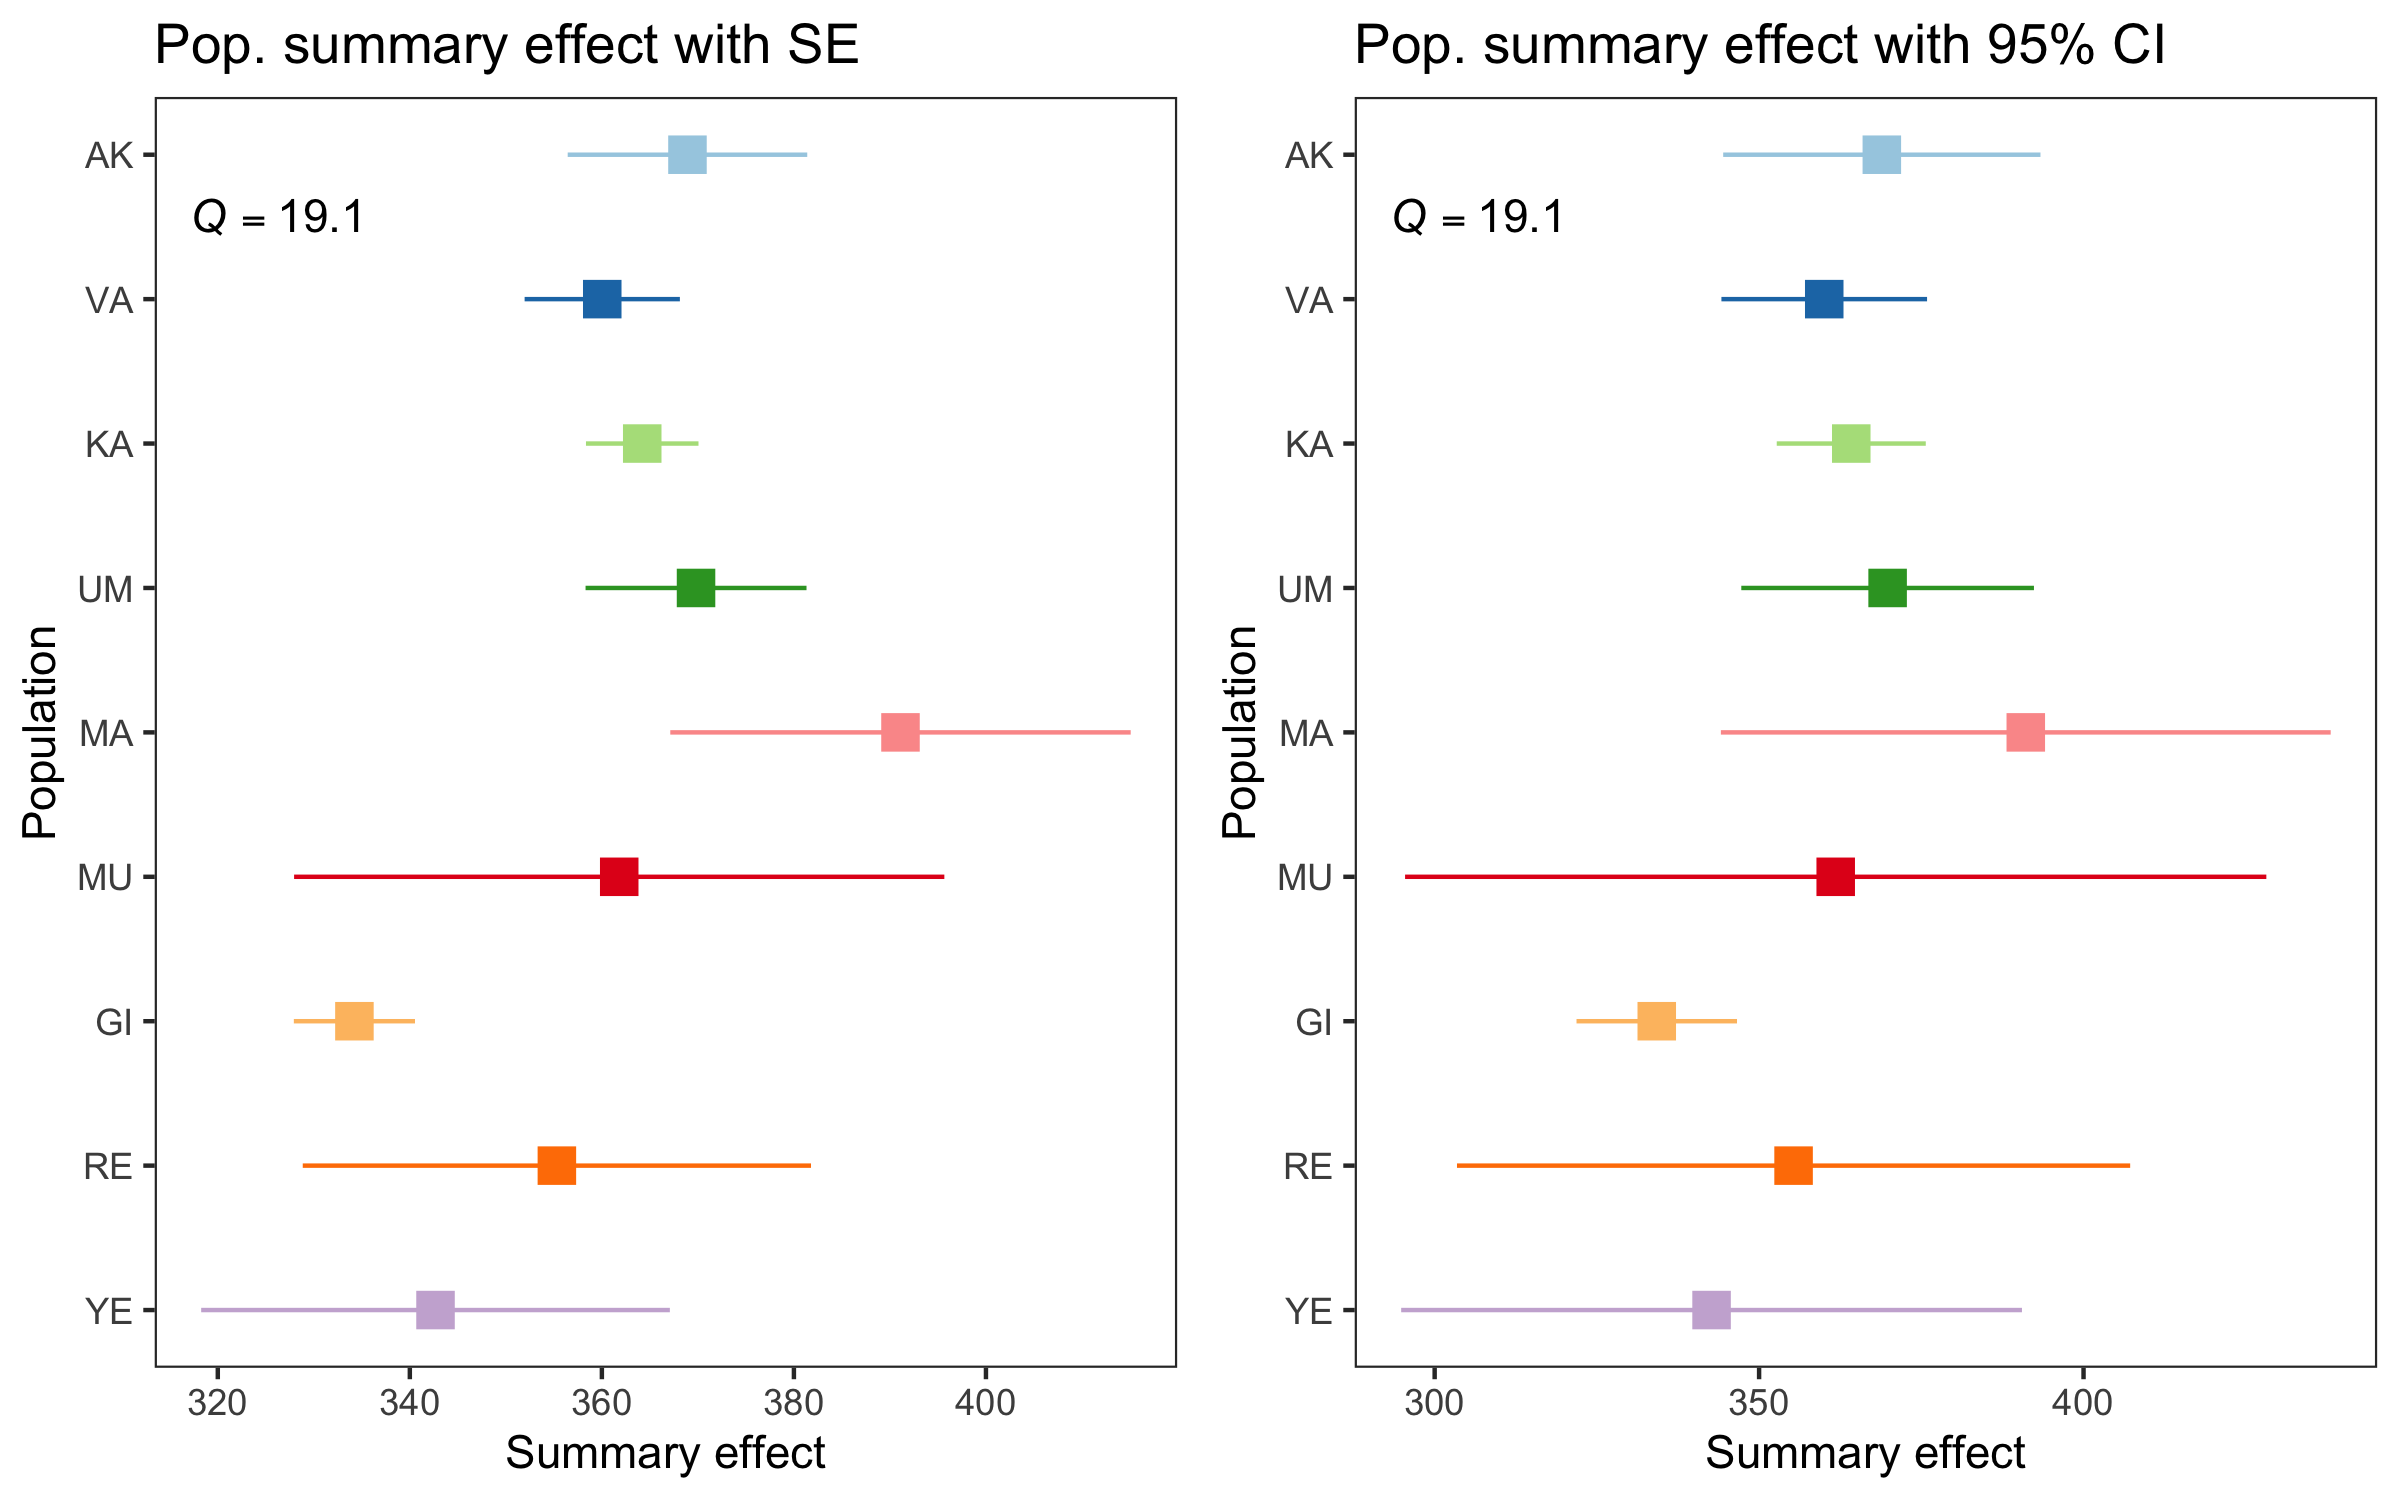 Pop. summary effect with SE
AK
Q = 19.1
VA
KA
UM
MA
MU
GI
RE
YE
Population
320 340 360 380 400
Summary effect
Pop. summary effect with 95% CI
AK
Q = 19.1
VA
KA
UM
MA
MU
GI
RE
YE
Population
300 350 400
Summary effect